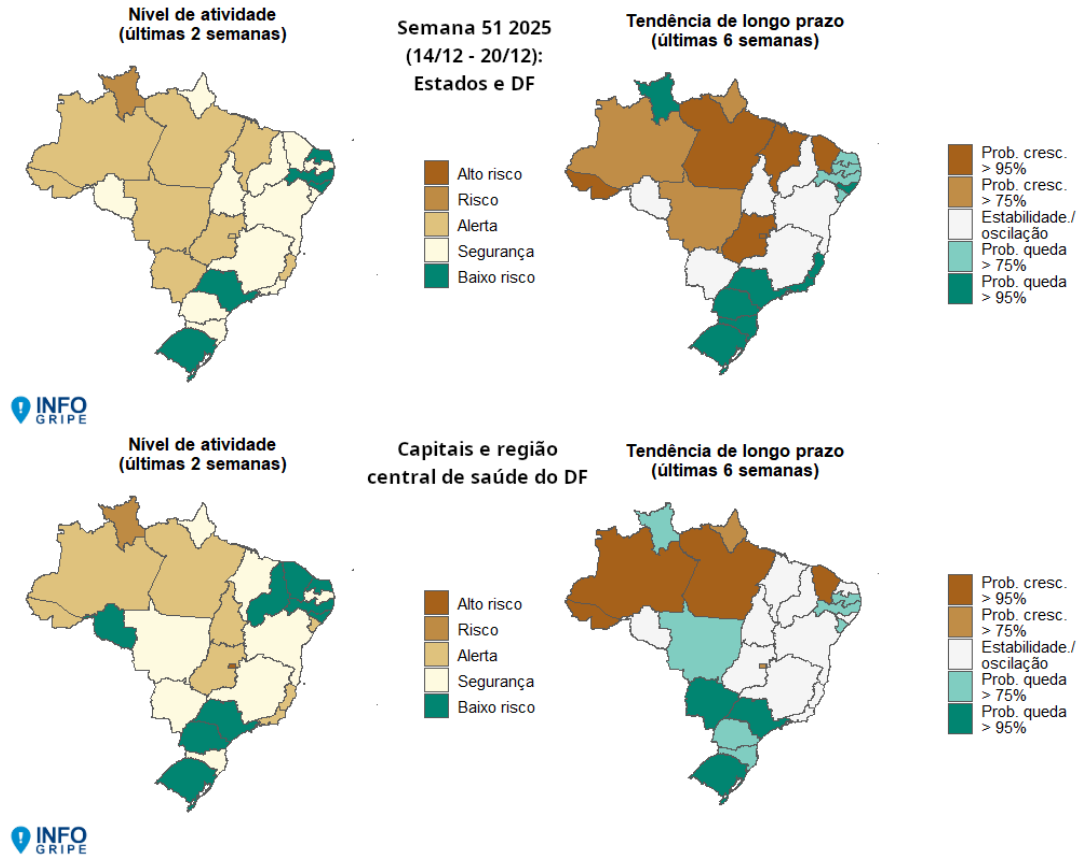 Nível de atividade
(últimas 2 semanas)
Semana 51 2025
(14/12 - 20/12):
Estados e DF
Tendência de longo prazo
(últimas 6 semanas)
Alto risco
Risco
Alerta
Segurança
Baixo risco
Prob. cresc.
> 95%
Prob. cresc.
> 75%
Estabilidade./
oscilação
Prob. queda
> 75%
Prob. queda
> 95%
INFO
GRIPE
Nível de atividade
(últimas 2 semanas)
Capitais e região
central de saúde do DF
Tendência de longo prazo
(últimas 6 semanas)
Alto risco
Risco
Alerta
Segurança
Baixo risco
Prob. cresc.
> 95%
Prob. cresc.
> 75%
Estabilidade./
oscilação
Prob. queda
> 75%
Prob. queda
> 95%
INFO
GRIPE